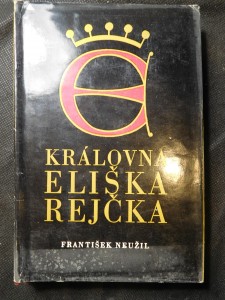 E
KRÁLOVNA
ELIŠKA
REJČKA
FRANTIŠEK NEUŽIL